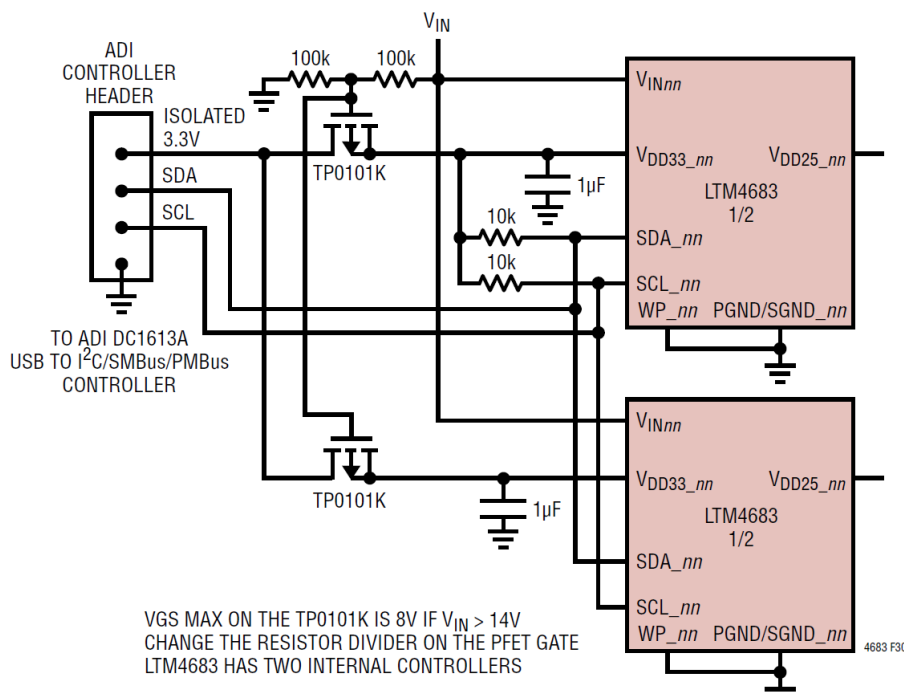 VIN
ADI
CONTROLLER
HEADER
100k
100k
ISOLATED
3.3V
SDA
SCL
TP0101K
1µF
10k
10k
VINnn
VDD33_nn
VDD25_nn
LTM4683
1/2
SDA_nn
SCL_nn
WP_nn
PGND/SGND_nn
TO ADI DC1613A
USB TO I2C/SMBus/PMBus
CONTROLLER
TP0101K
1µF
VINnn
VDD33_nn
VDD25_nn
LTM4683
1/2
SDA_nn
SCL_nn
WP_nn
PGND/SGND_nn
VGS MAX ON THE TP0101K IS 8V IF VIN > 14V
CHANGE THE RESISTOR DIVIDER ON THE PFET GATE
LTM4683 HAS TWO INTERNAL CONTROLLERS
4683 F30